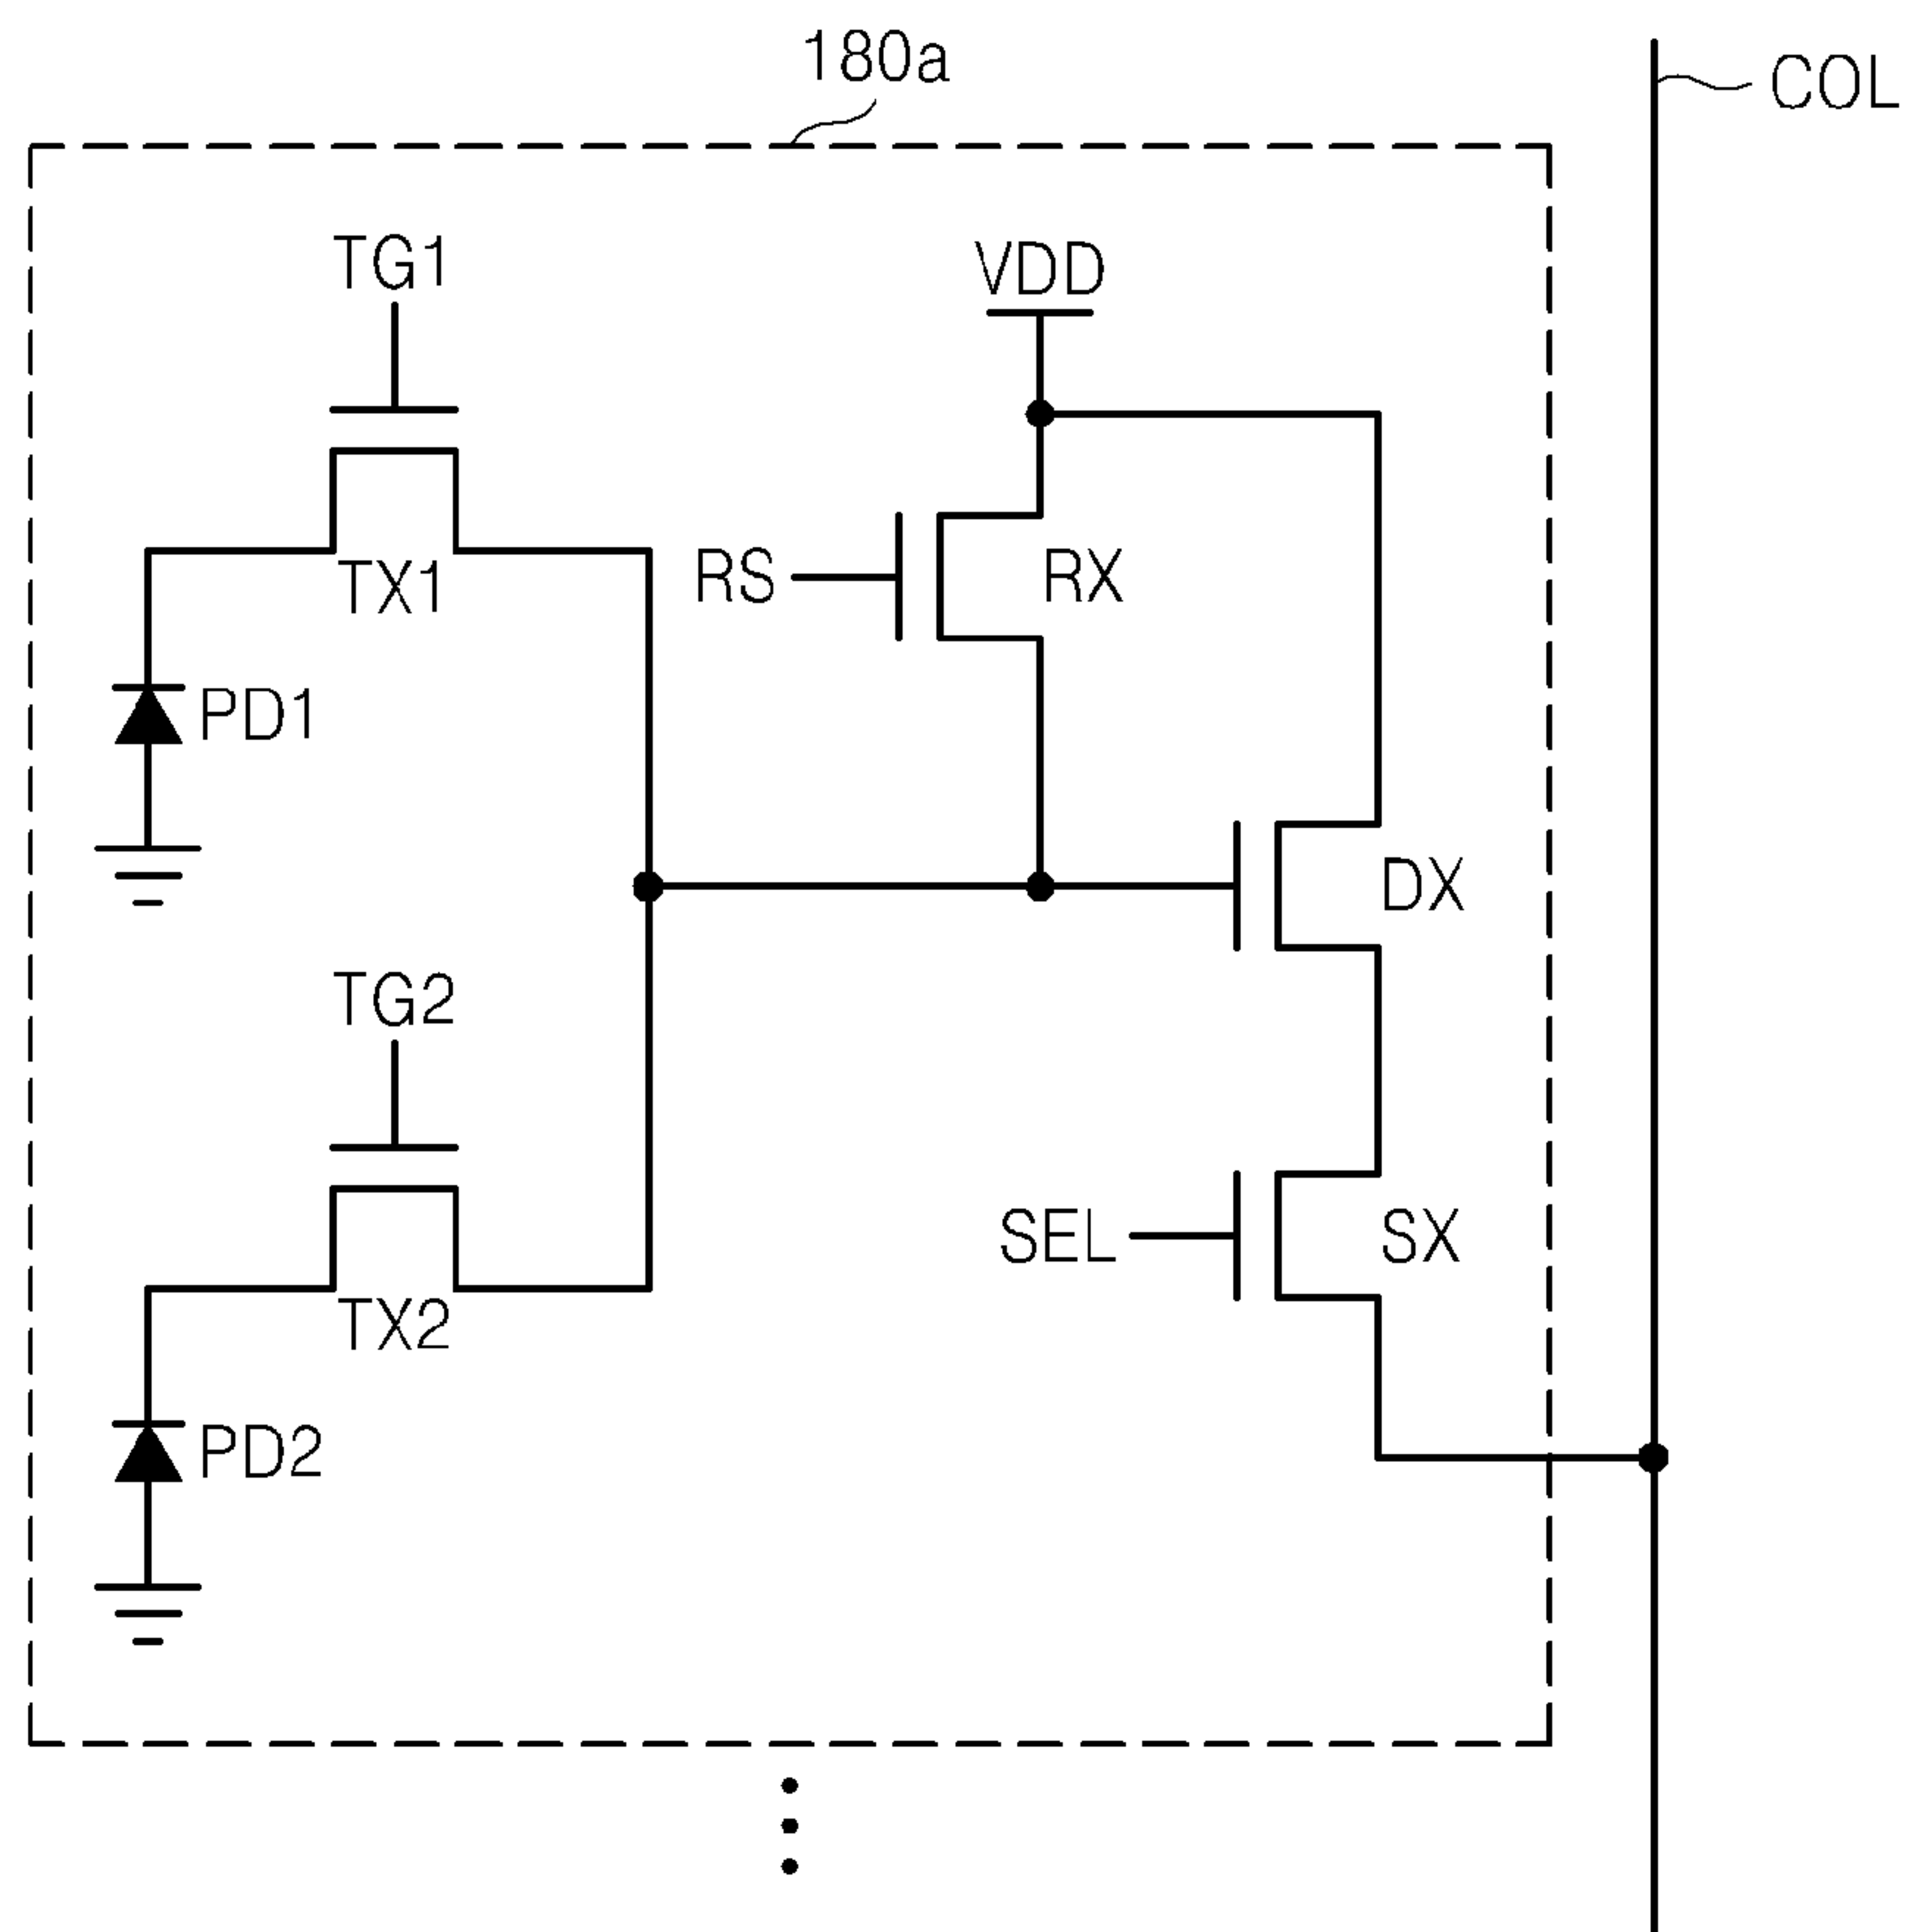 180a
COL
TG1
VDD
TX1
RS
RX
PD1
DX
TG2
SEL
SX
TX2
PD2